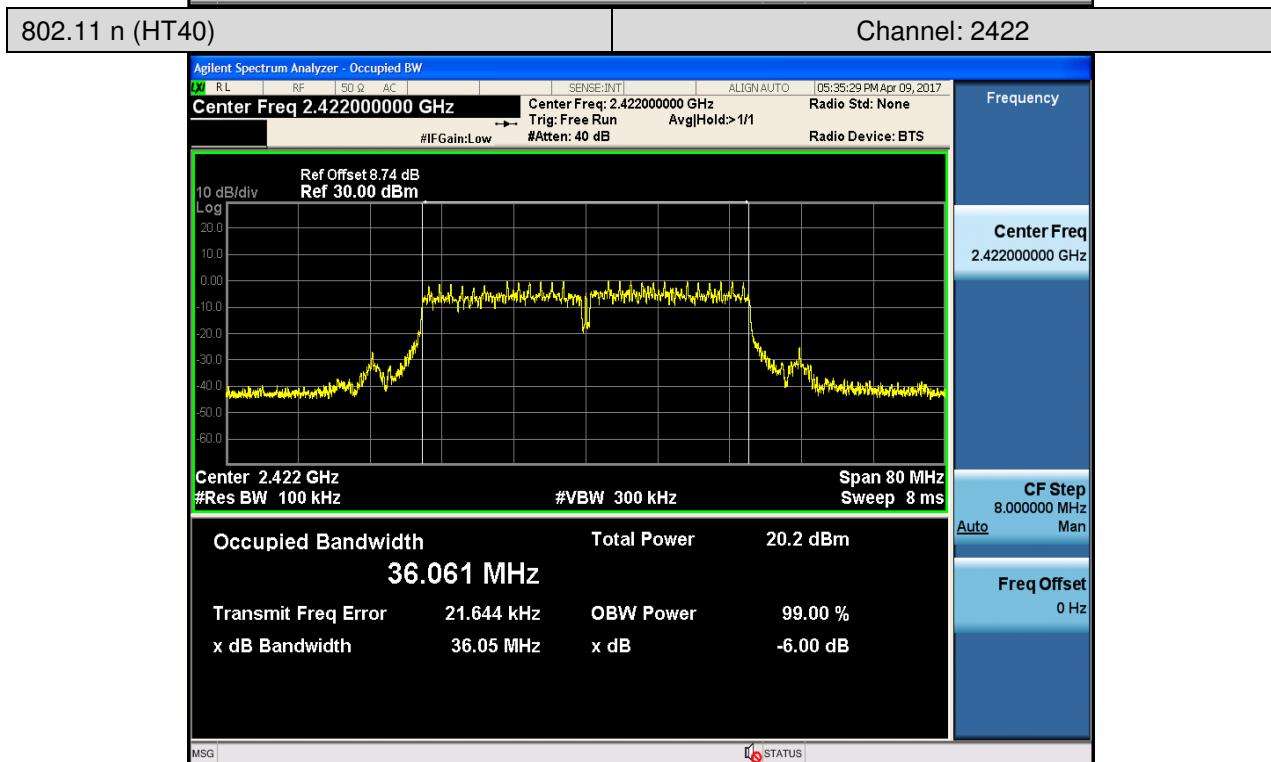 802.11 n (HT40) Channel: 2422
Agilent Spectrum Analyzer - Occupied BW
LXI RL RF 50 Ω AC SENSE:INT ALIGNAUTO 05:35:29 PM Apr 09, 2017
Center Freq 2.422000000 GHz
#IFGain:Low
Center Freq: 2.422000000 GHz
Trig: Free Run Avg|Hold:>1/1
#Atten: 40 dB
Radio Std: None
Radio Device: BTS
Ref Offset 8.74 dB
10 dB/div Ref 30.00 dBm
Log
20.0
10.0
0.00
-10.0
-20.0
-30.0
-40.0
-50.0
-60.0
Center 2.422 GHz Span 80 MHz
#Res BW 100 kHz #VBW 300 kHz Sweep 8 ms
Occupied Bandwidth Total Power 20.2 dBm
36.061 MHz
Transmit Freq Error 21.644 kHz OBW Power 99.00 %
x dB Bandwidth 36.05 MHz x dB -6.00 dB
MSG STATUS
Frequency
Center Freq
2.422000000 GHz
CF Step
8.000000 MHz
Auto Man
Freq Offset
0 Hz